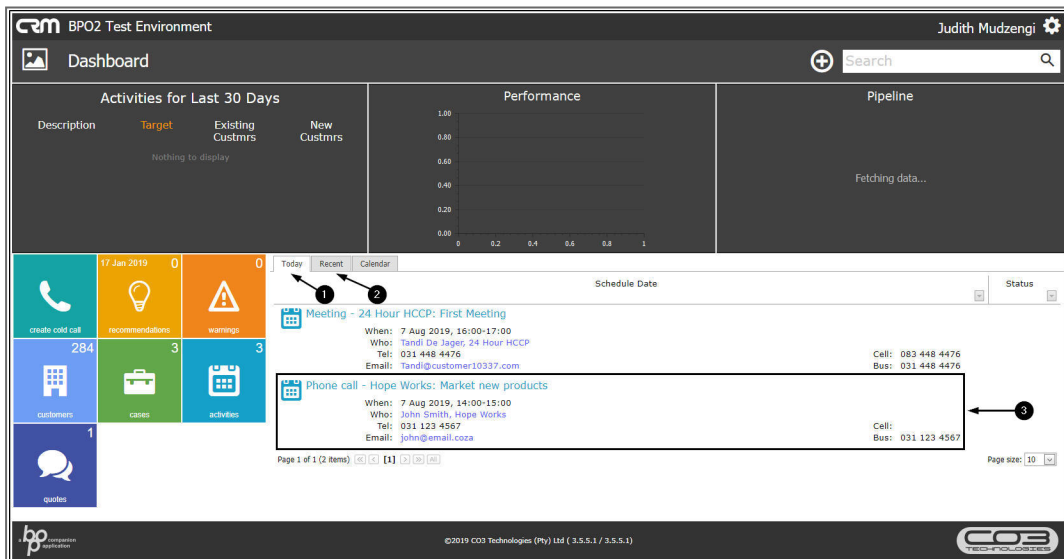 CRM BPO2 Test Environment
Judith Mudzengi
Dashboard
Search
Activities for Last 30 Days
Description Target Existing Custmrs New Custmrs
Nothing to display
Performance
1.00
0.80
0.60
0.40
0.20
0.00
0 0.2 0.4 0.6 0.8 1
Pipeline
Fetching data...
create cold call
17 Jan 2019 0
recommendations
0
warnings
284
customers
3
cases
3
activities
1
quotes
Today Recent Calendar
1 2
Schedule Date Status
Meeting - 24 Hour HCCP: First Meeting
When: 7 Aug 2019, 16:00-17:00
Who: Tandi De Jager, 24 Hour HCCP
Tel: 031 448 4476 Cell: 083 448 4476
Email: Tandi@customer10337.com Bus: 031 448 4476
Phone call - Hope Works: Market new products
When: 7 Aug 2019, 14:00-15:00
Who: John Smith, Hope Works
3
Tel: 031 123 4567 Cell:
Email: john@email.coza Bus: 031 123 4567
Page 1 of 1 (2 items) [1] All Page size: 10
a bp companion application
©2019 CO3 Technologies (Pty) Ltd ( 3.5.5.1 / 3.5.5.1)
CO3 TECHNOLOGIES